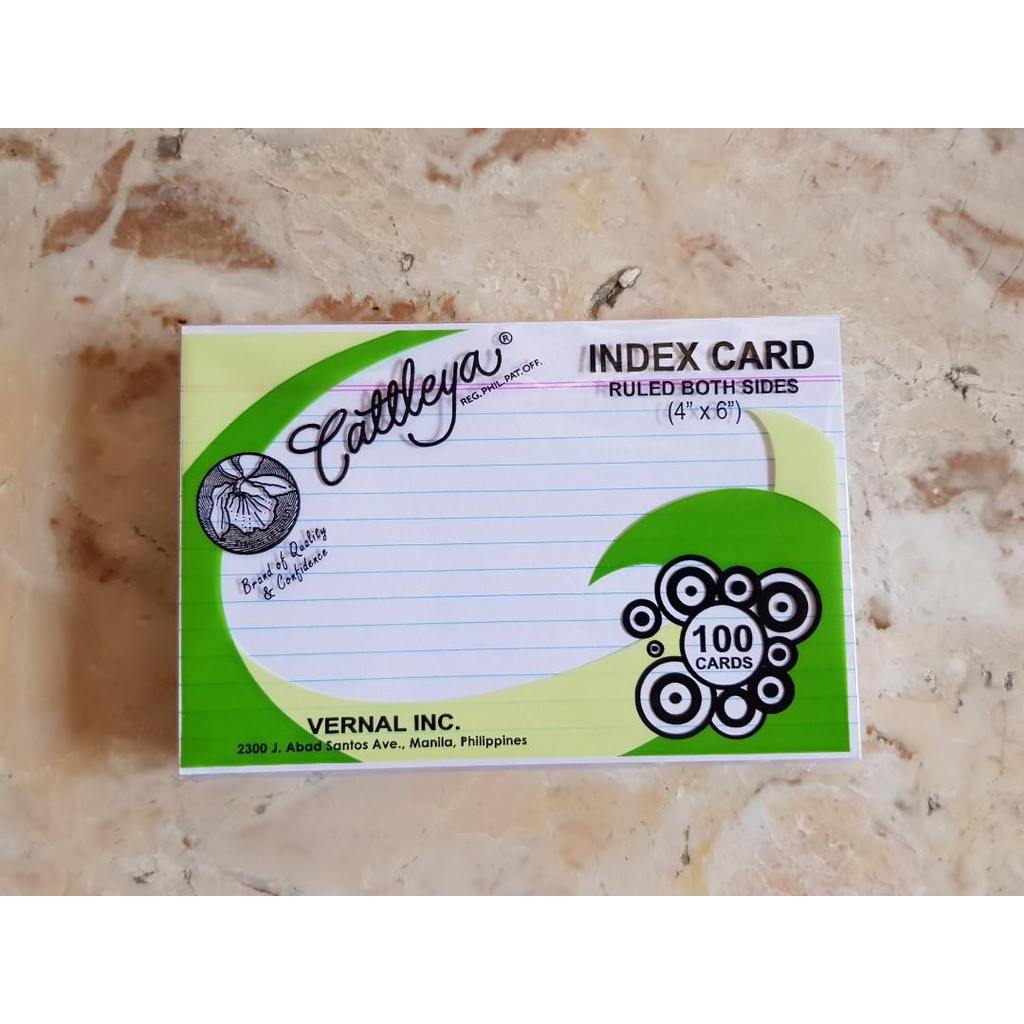 Cattleya®
REG. PHIL. PAT. OFF.
INDEX CARD
RULED BOTH SIDES
(4" x 6")
Brand of Quality
& Confidence
100
CARDS
VERNAL INC.
2300 J. Abad Santos Ave., Manila, Philippines